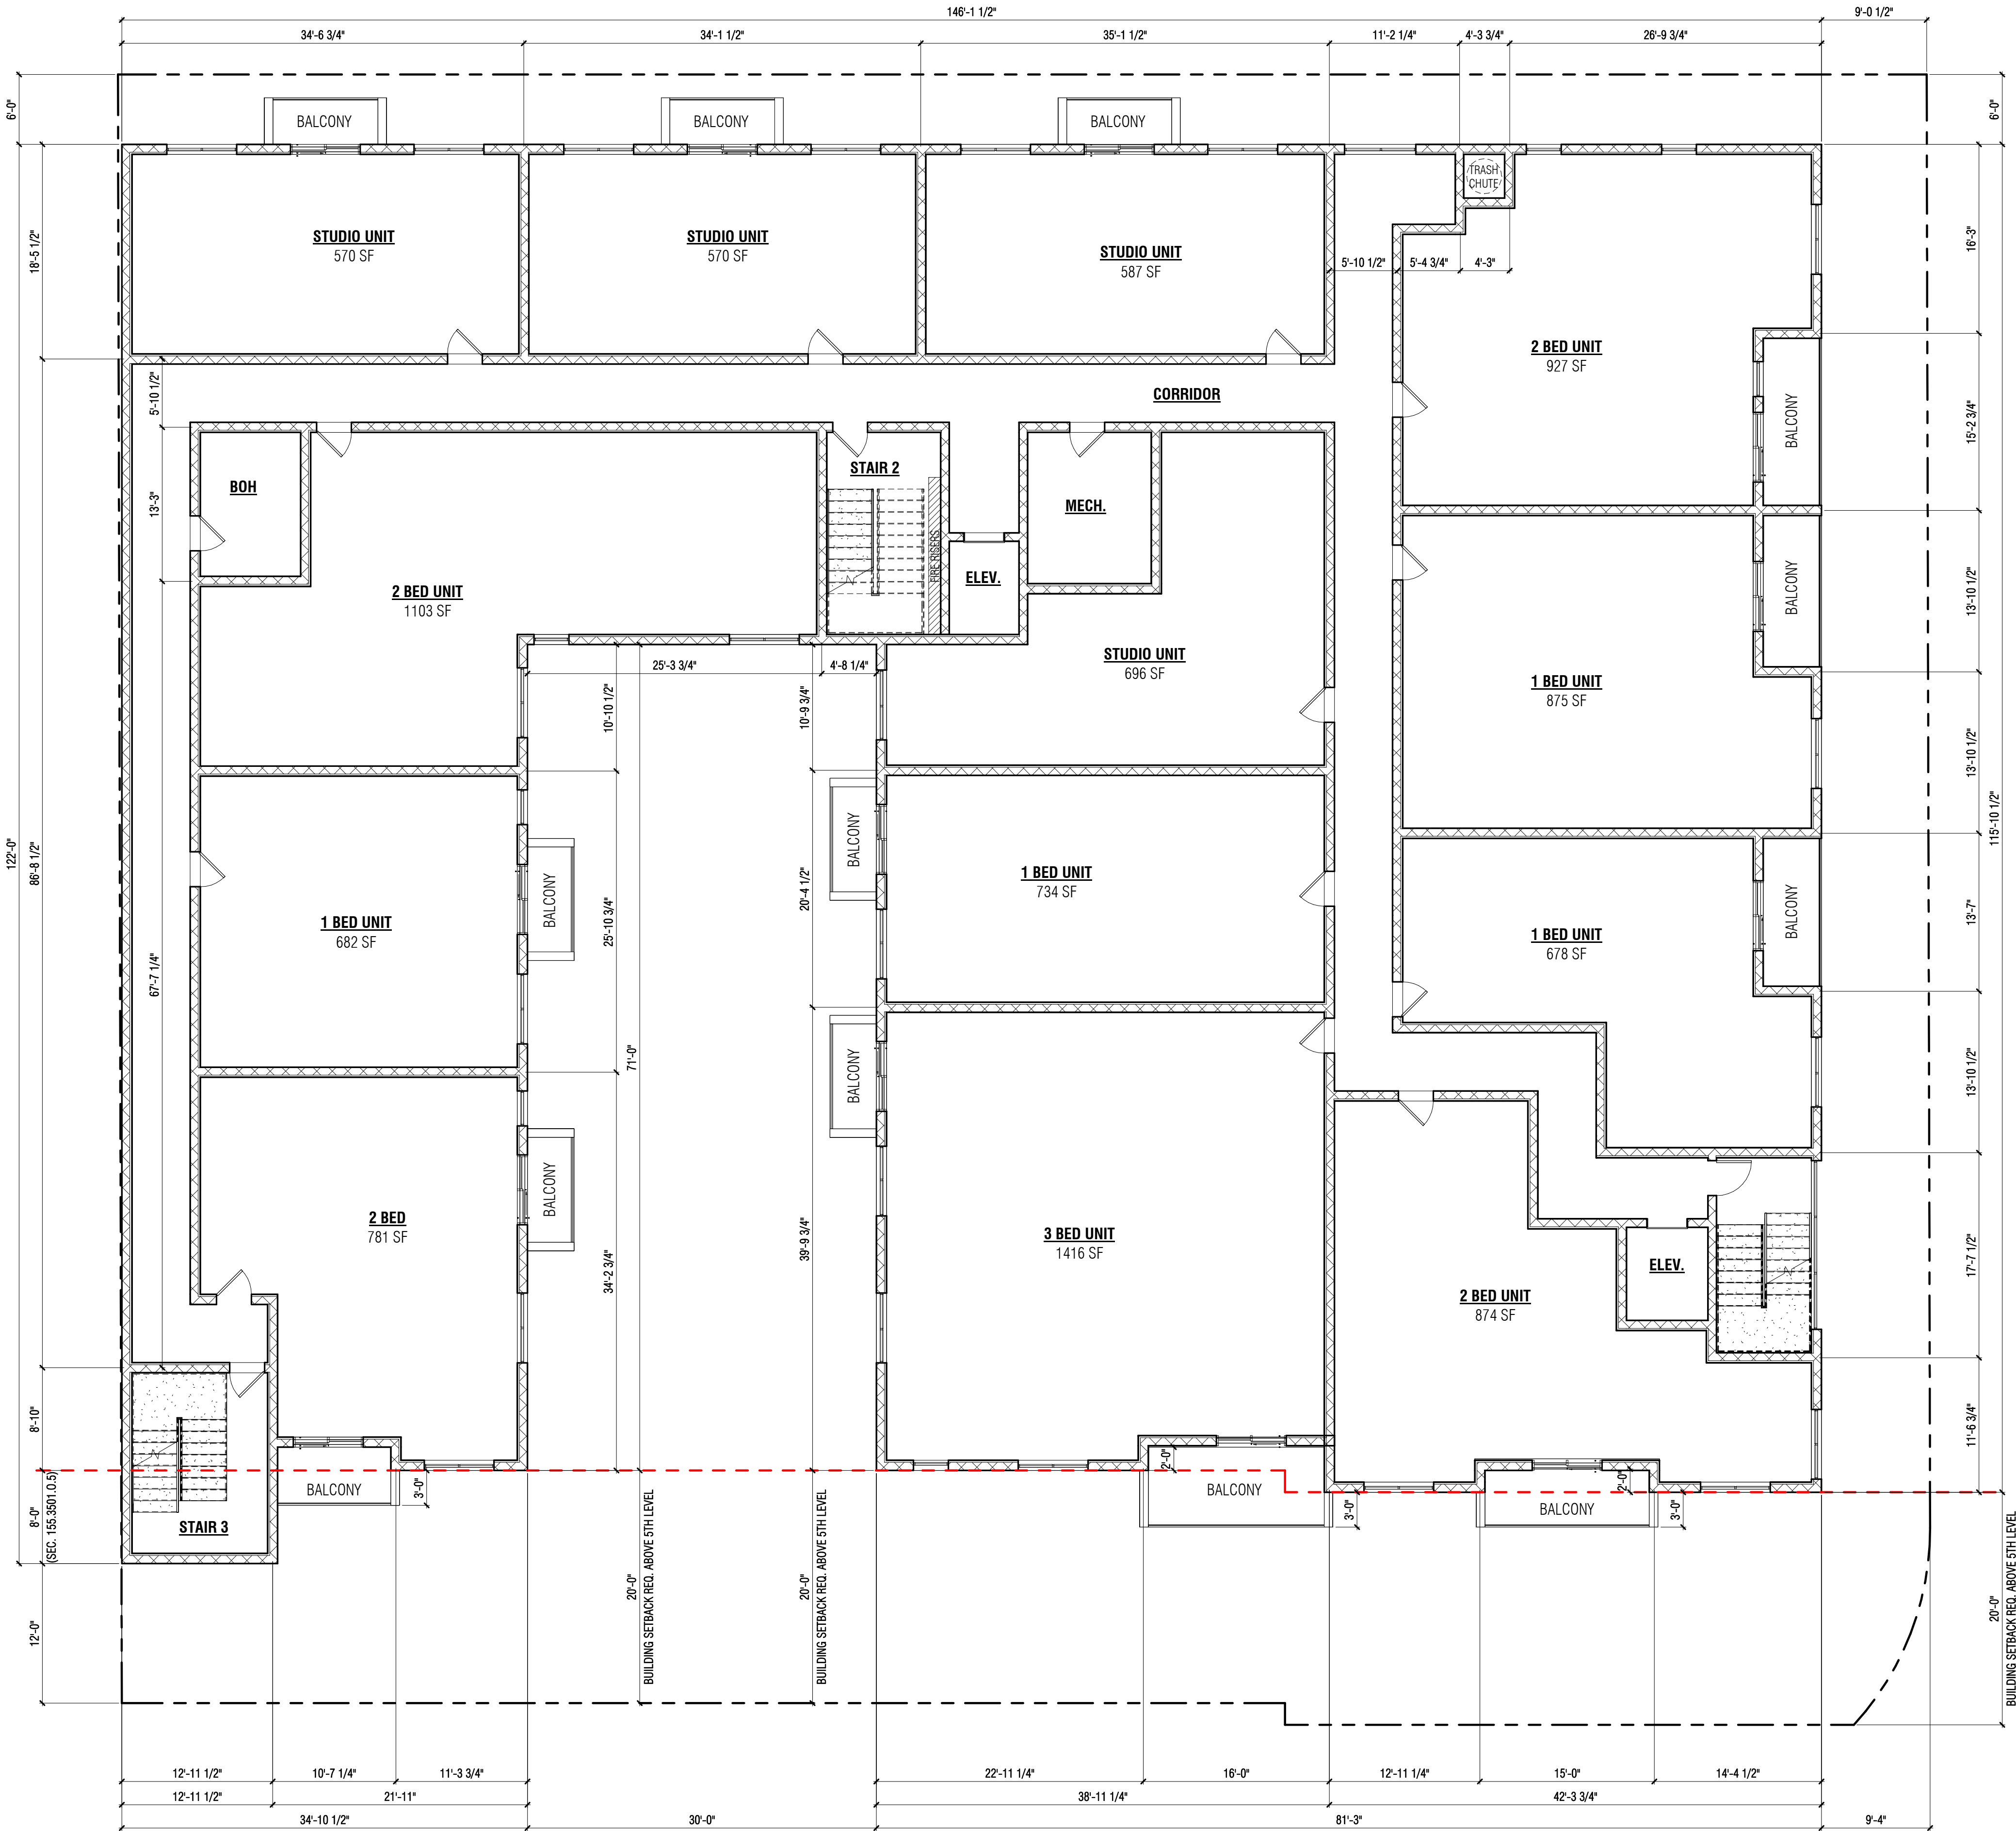 146'-1 1/2"
9'-0 1/2"
34'-6 3/4"
34'-1 1/2"
35'-1 1/2"
11'-2 1/4"
4'-3 3/4"
26'-9 3/4"
6'-0"
6'-0"
BALCONY
BALCONY
BALCONY
TRASH
CHUTE
18'-5 1/2"
16'-3"
STUDIO UNIT
570 SF
STUDIO UNIT
570 SF
STUDIO UNIT
587 SF
5'-10 1/2"
5'-4 3/4"
4'-3"
2 BED UNIT
927 SF
5'-10 1/2"
CORRIDOR
BALCONY
15'-2 3/4"
13'-3"
BOH
STAIR 2
MECH.
FIRE RISERS
ELEV.
2 BED UNIT
1103 SF
BALCONY
13'-10 1/2"
25'-3 3/4"
4'-8 1/4"
STUDIO UNIT
696 SF
1 BED UNIT
875 SF
10'-10 1/2"
10'-9 3/4"
13'-10 1/2"
115'-10 1/2"
122'-0"
86'-8 1/2"
67'-7 1/4"
1 BED UNIT
682 SF
BALCONY
25'-10 3/4"
71'-0"
20'-4 1/2"
BALCONY
1 BED UNIT
734 SF
1 BED UNIT
678 SF
BALCONY
13'-7"
BALCONY
13'-10 1/2"
2 BED
781 SF
BALCONY
34'-2 3/4"
39'-9 3/4"
3 BED UNIT
1416 SF
ELEV.
2 BED UNIT
874 SF
17'-7 1/2"
8'-10"
11'-6 3/4"
8'-0"
(SEC. 155.3501.O.5)
STAIR 3
BALCONY
3'-0"
2'-0"
BALCONY
3'-0"
2'-0"
BALCONY
3'-0"
12'-0"
20'-0"
BUILDING SETBACK REQ. ABOVE 5TH LEVEL
20'-0"
BUILDING SETBACK REQ. ABOVE 5TH LEVEL
20'-0"
BUILDING SETBACK REQ. ABOVE 5TH LEVEL
12'-11 1/2"
10'-7 1/4"
11'-3 3/4"
22'-11 1/4"
16'-0"
12'-11 1/4"
15'-0"
14'-4 1/2"
12'-11 1/2"
21'-11"
38'-11 1/4"
42'-3 3/4"
34'-10 1/2"
30'-0"
81'-3"
9'-4"